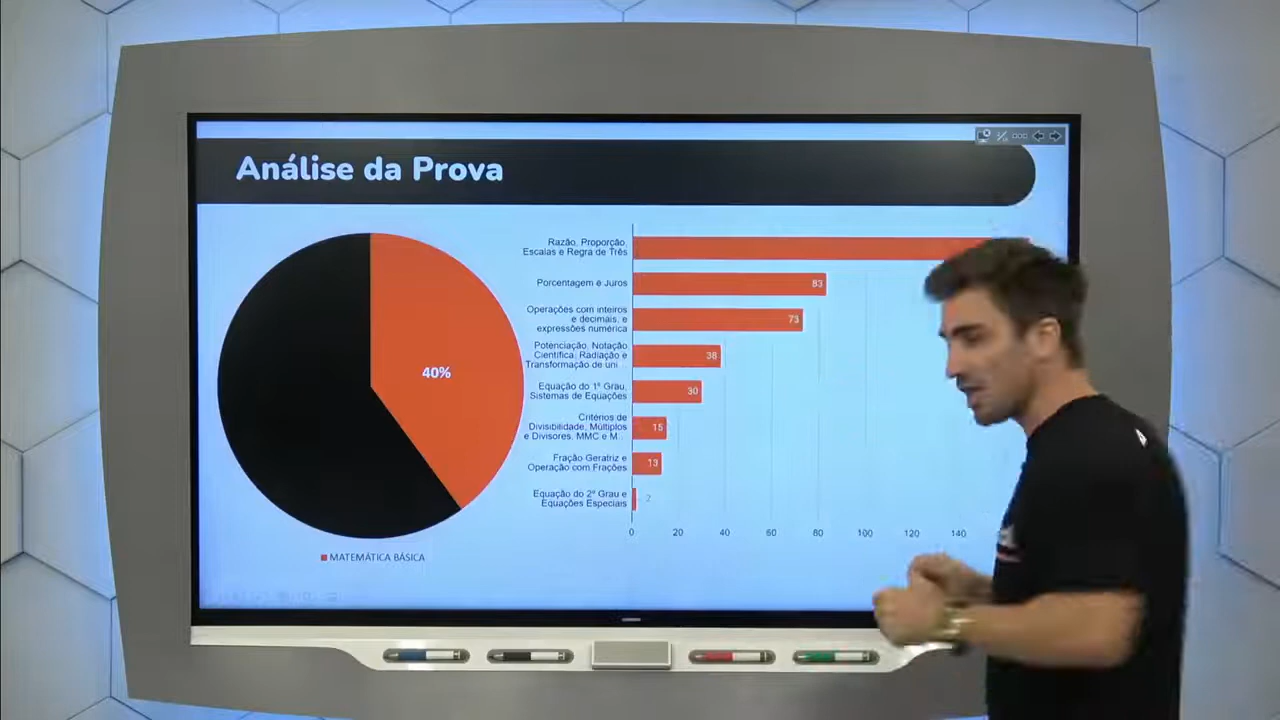 Análise da Prova
40%
MATEMÁTICA BÁSICA
Razão, Proporção,
Escalas e Regra de Três
Porcentagem e Juros
83
Operações com inteiros
e decimais, e
expressões numérica
73
Potenciação, Notação
Científica, Radiação e
Transformação de uni...
38
Equação do 1º Grau,
Sistemas de Equações
30
Critérios de
Divisibilidade, Múltiplos
e Divisores, MMC e M...
15
Fração Geratriz e
Operação com Frações
13
Equação do 2º Grau e
Equações Especiais
2
0 20 40 60 80 100 120 140